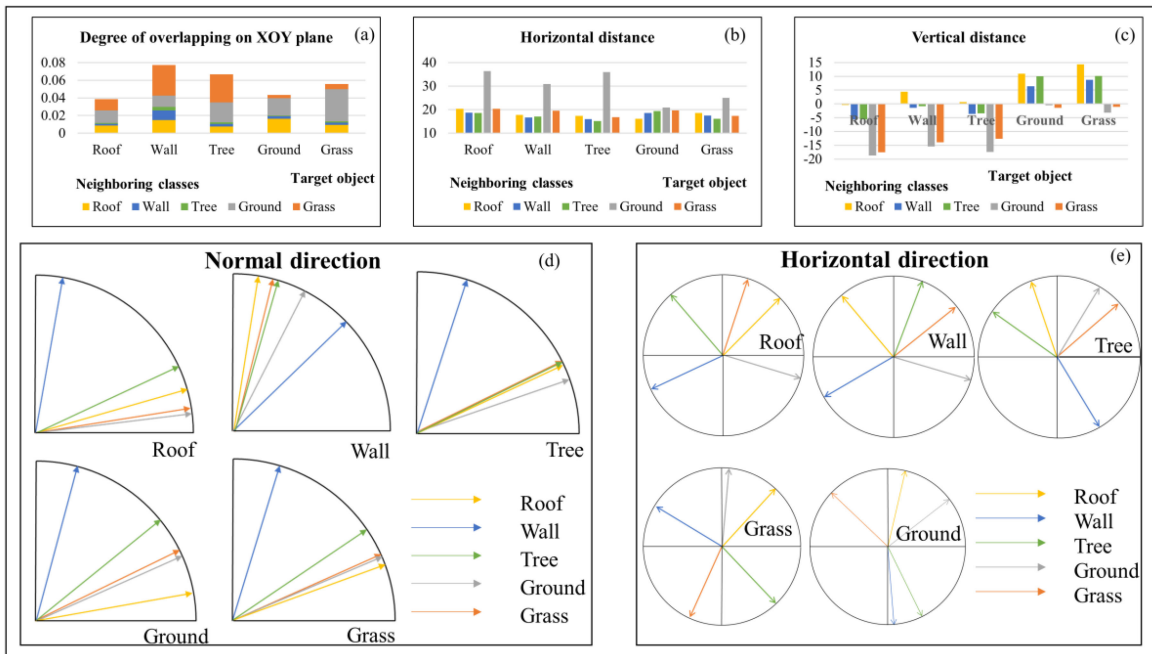 Degree of overlapping on XOY plane (a)
0.08
0.06
0.04
0.02
0
Roof Wall Tree Ground Grass
Neighboring classes Target object
Roof Wall Tree Ground Grass
Horizontal distance (b)
40
30
20
10
Roof Wall Tree Ground Grass
Neighboring classes Target object
Roof Wall Tree Ground Grass
Vertical distance (c)
15
10
5
0
-5
-10
-15
-20
Roof Wall Tree Ground Grass
Neighboring classes Target object
Roof Wall Tree Ground Grass
Normal direction (d)
Roof Wall Tree
Ground Grass
Roof
Wall
Tree
Ground
Grass
Horizontal direction (e)
Roof Wall Tree
Grass Ground
Roof
Wall
Tree
Ground
Grass